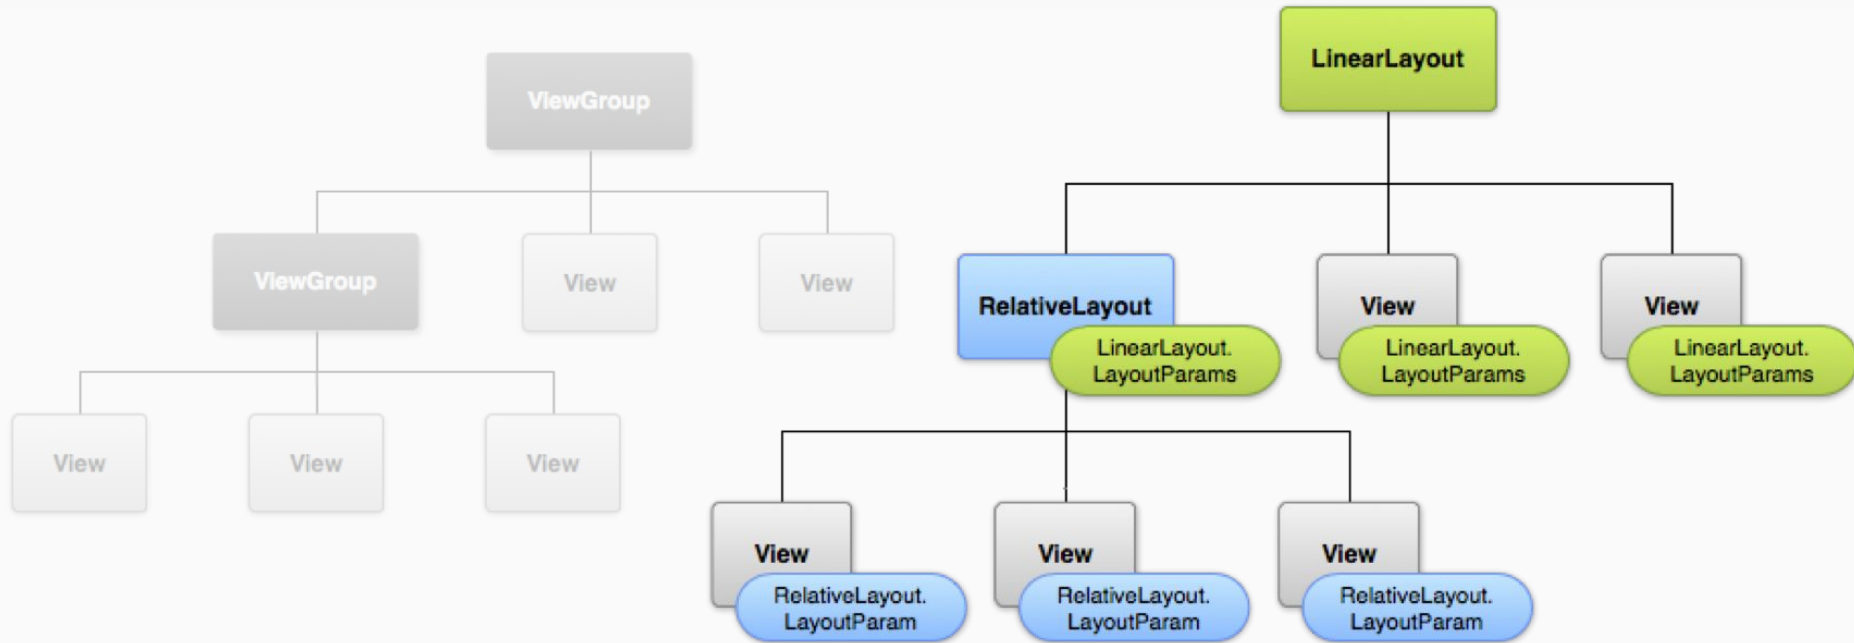 ViewGroup
ViewGroup
View
View
View
View
View
LinearLayout
RelativeLayout
LinearLayout.
LayoutParams
View
LinearLayout.
LayoutParams
View
LinearLayout.
LayoutParams
View
RelativeLayout.
LayoutParam
View
RelativeLayout.
LayoutParam
View
RelativeLayout.
LayoutParam